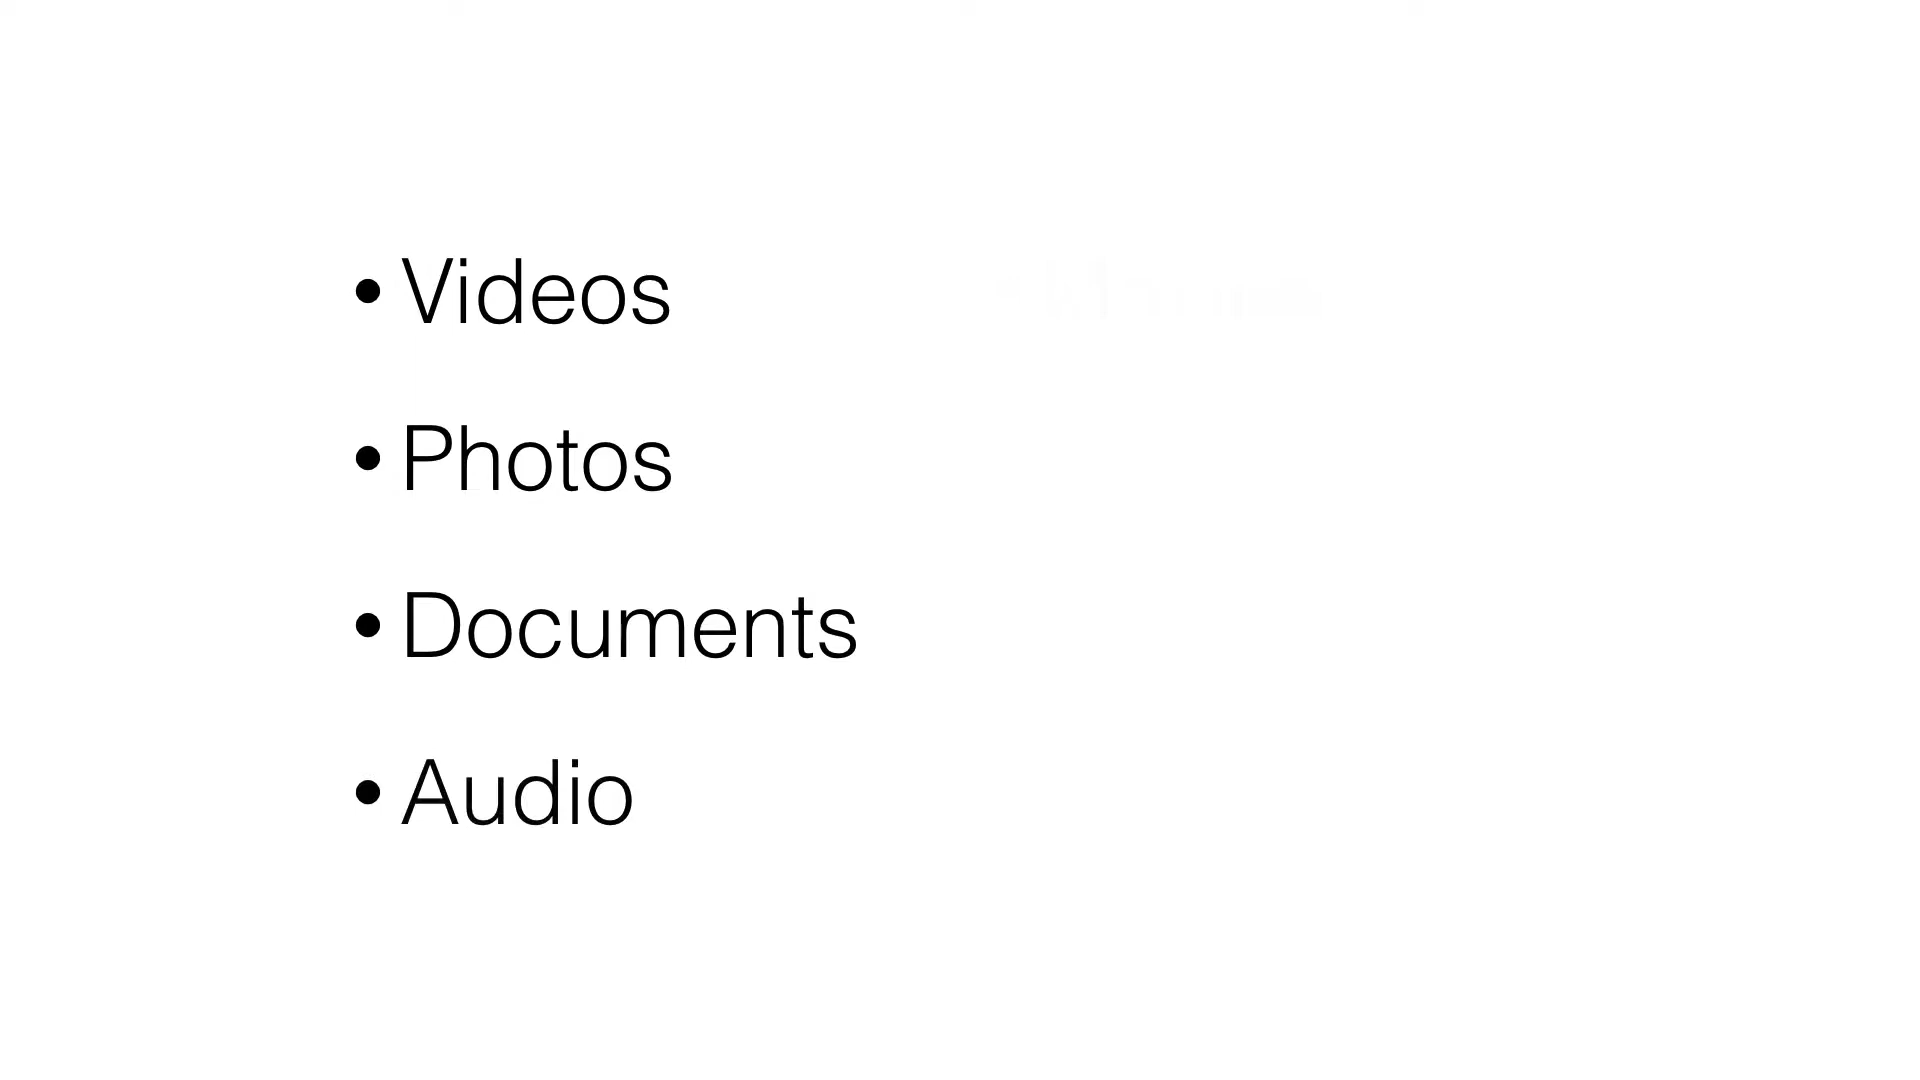 • Videos
• Photos
• Documents
• Audio